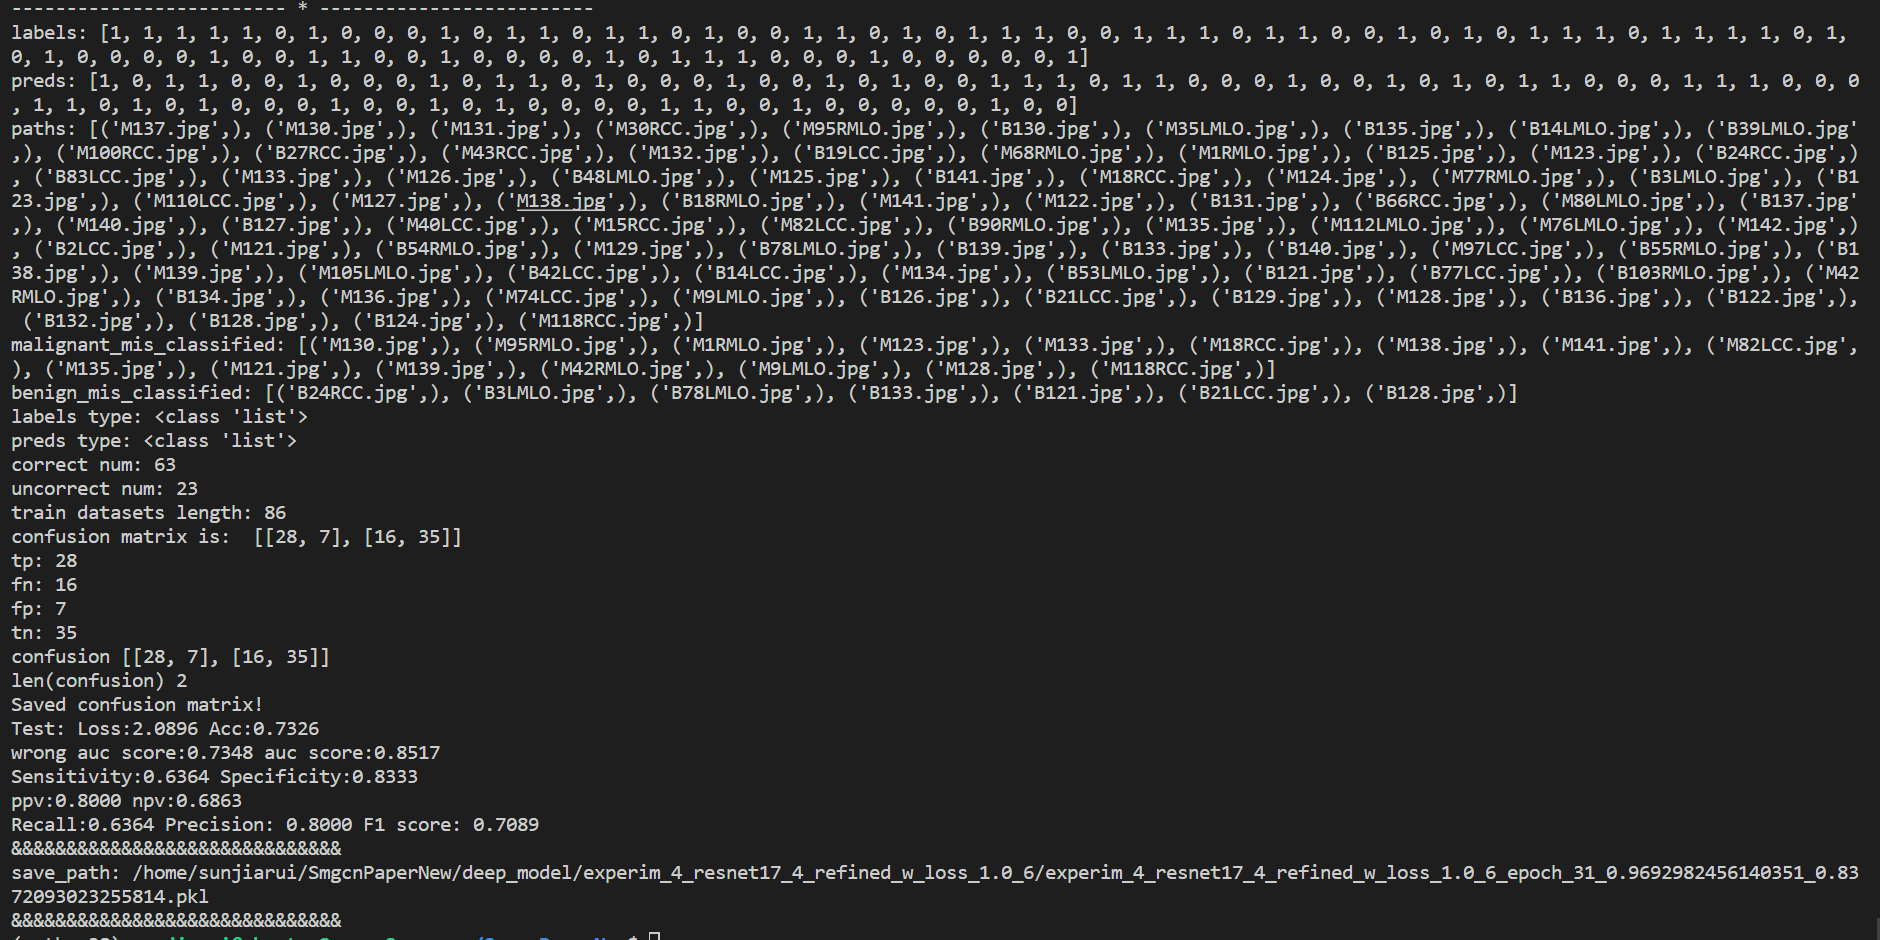 ------------------------- * -------------------------
labels: [1, 1, 1, 1, 1, 0, 1, 0, 0, 0, 1, 0, 1, 1, 0, 1, 1, 0, 1, 0, 0, 1, 1, 0, 1, 0, 1, 1, 1, 0, 0, 1, 1, 1, 0, 1, 1, 0, 0, 1, 0, 1, 0, 1, 1, 1, 0, 1, 1, 1, 1, 0, 1,
0, 1, 0, 0, 0, 0, 1, 0, 0, 1, 1, 0, 0, 1, 0, 0, 0, 0, 1, 0, 1, 1, 1, 0, 0, 0, 1, 0, 0, 0, 0, 0, 1]
preds: [1, 0, 1, 1, 0, 0, 1, 0, 0, 0, 1, 0, 1, 1, 0, 1, 0, 0, 0, 1, 0, 0, 1, 0, 1, 0, 0, 1, 1, 1, 0, 1, 1, 0, 0, 0, 1, 0, 0, 1, 0, 1, 0, 1, 1, 0, 0, 0, 1, 1, 1, 0, 0, 0
, 1, 1, 0, 1, 0, 1, 0, 0, 0, 1, 0, 0, 1, 0, 1, 0, 0, 0, 0, 1, 1, 0, 0, 1, 0, 0, 0, 0, 0, 1, 0, 0]
paths: [('M137.jpg',), ('M130.jpg',), ('M131.jpg',), ('M30RCC.jpg',), ('M95RMLO.jpg',), ('B130.jpg',), ('M35LMLO.jpg',), ('B135.jpg',), ('B14LMLO.jpg',), ('B39LMLO.jpg'
,), ('M100RCC.jpg',), ('B27RCC.jpg',), ('M43RCC.jpg',), ('M132.jpg',), ('B19LCC.jpg',), ('M68RMLO.jpg',), ('M1RMLO.jpg',), ('B125.jpg',), ('M123.jpg',), ('B24RCC.jpg',)
, ('B83LCC.jpg',), ('M133.jpg',), ('M126.jpg',), ('B48LMLO.jpg',), ('M125.jpg',), ('B141.jpg',), ('M18RCC.jpg',), ('M124.jpg',), ('M77RMLO.jpg',), ('B3LMLO.jpg',), ('B1
23.jpg',), ('M110LCC.jpg',), ('M127.jpg',), ('M138.jpg',), ('B18RMLO.jpg',), ('M141.jpg',), ('M122.jpg',), ('B131.jpg',), ('B66RCC.jpg',), ('M80LMLO.jpg',), ('B137.jpg'
,), ('M140.jpg',), ('B127.jpg',), ('M40LCC.jpg',), ('M15RCC.jpg',), ('M82LCC.jpg',), ('B90RMLO.jpg',), ('M135.jpg',), ('M112LMLO.jpg',), ('M76LMLO.jpg',), ('M142.jpg',)
, ('B2LCC.jpg',), ('M121.jpg',), ('B54RMLO.jpg',), ('M129.jpg',), ('B78LMLO.jpg',), ('B139.jpg',), ('B133.jpg',), ('B140.jpg',), ('M97LCC.jpg',), ('B55RMLO.jpg',), ('B1
38.jpg',), ('M139.jpg',), ('M105LMLO.jpg',), ('B42LCC.jpg',), ('B14LCC.jpg',), ('M134.jpg',), ('B53LMLO.jpg',), ('B121.jpg',), ('B77LCC.jpg',), ('B103RMLO.jpg',), ('M42
RMLO.jpg',), ('B134.jpg',), ('M136.jpg',), ('M74LCC.jpg',), ('M9LMLO.jpg',), ('B126.jpg',), ('B21LCC.jpg',), ('B129.jpg',), ('M128.jpg',), ('B136.jpg',), ('B122.jpg',),
('B132.jpg',), ('B128.jpg',), ('B124.jpg',), ('M118RCC.jpg',)]
malignant_mis_classified: [('M130.jpg',), ('M95RMLO.jpg',), ('M1RMLO.jpg',), ('M123.jpg',), ('M133.jpg',), ('M18RCC.jpg',), ('M138.jpg',), ('M141.jpg',), ('M82LCC.jpg',
), ('M135.jpg',), ('M121.jpg',), ('M139.jpg',), ('M42RMLO.jpg',), ('M9LMLO.jpg',), ('M128.jpg',), ('M118RCC.jpg',)]
benign_mis_classified: [('B24RCC.jpg',), ('B3LMLO.jpg',), ('B78LMLO.jpg',), ('B133.jpg',), ('B121.jpg',), ('B21LCC.jpg',), ('B128.jpg',)]
labels type: <class 'list'>
preds type: <class 'list'>
correct num: 63
uncorrect num: 23
train datasets length: 86
confusion matrix is:  [[28, 7], [16, 35]]
tp: 28
fn: 16
fp: 7
tn: 35
confusion [[28, 7], [16, 35]]
len(confusion) 2
Saved confusion matrix!
Test: Loss:2.0896 Acc:0.7326
wrong auc score:0.7348 auc score:0.8517
Sensitivity:0.6364 Specificity:0.8333
ppv:0.8000 npv:0.6863
Recall:0.6364 Precision: 0.8000 F1 score: 0.7089
&&&&&&&&&&&&&&&&&&&&&&&&&&&&&&
save_path: /home/sunjiarui/SmgcnPaperNew/deep_model/experim_4_resnet17_4_refined_w_loss_1.0_6/experim_4_resnet17_4_refined_w_loss_1.0_6_epoch_31_0.9692982456140351_0.83
72093023255814.pkl
&&&&&&&&&&&&&&&&&&&&&&&&&&&&&&